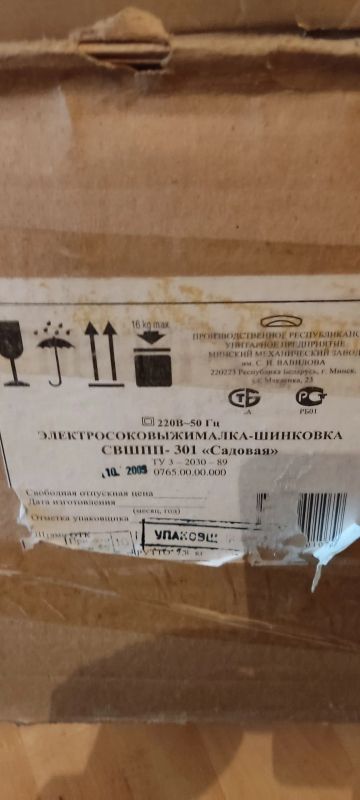 16 kg max
ПРОИЗВОДСТВЕННОЕ РЕСПУБЛИКАНС
УНИТАРНОЕ ПРЕДПРИЯТИЕ
МИНСКИЙ МЕХАНИЧЕСКИЙ ЗАВОД
им. С. И. ВАВИЛОВА
220023 Республика Беларусь, г. Минск,
ул. Макаенка, 23
РБ01
220В~50 Гц
ЭЛЕКТРОСОКОВЫЖИМАЛКА-ШИНКОВКА
СВШПП- 301 «Садовая»
ТУ 3 - 2030 - 89
.10. 2009 0765.00.00.000
Свободная отпускная цена
Дата изготовления
(месяц, год)
Отметка упаковщика
УПАКОВЩ